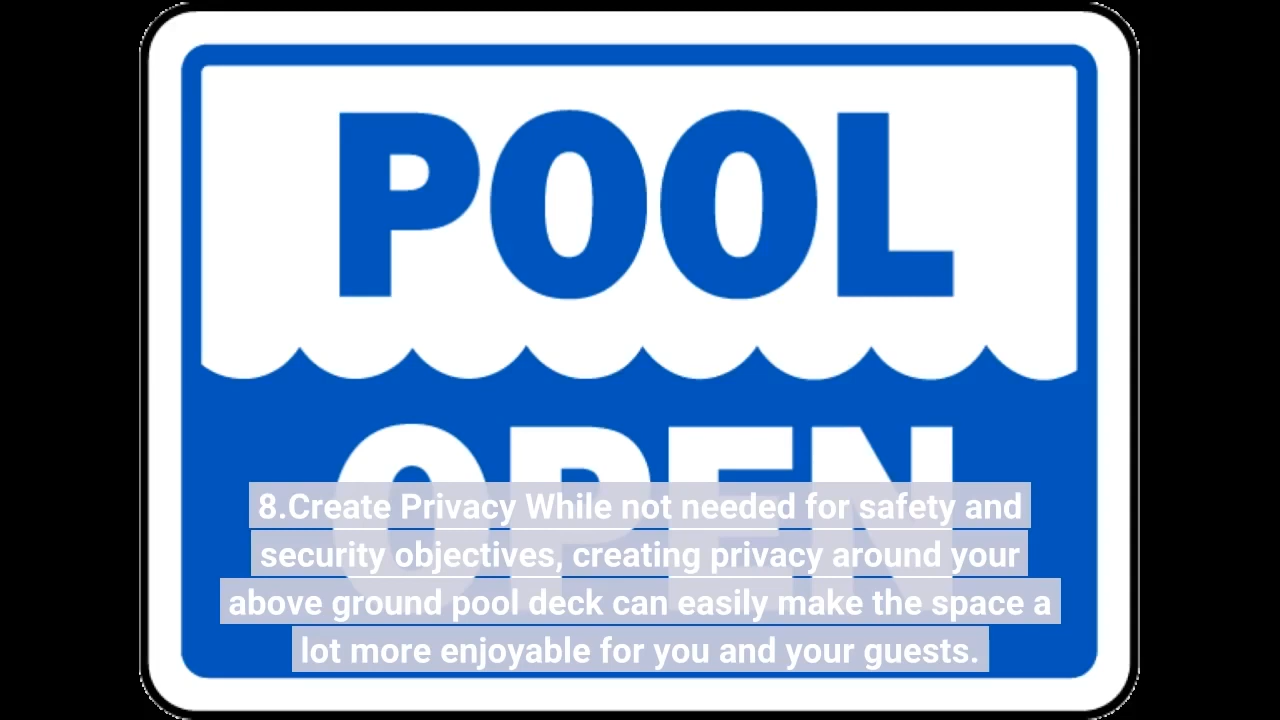 POOL
OPEN
8.Create Privacy While not needed for safety and
security objectives, creating privacy around your
above ground pool deck can easily make the space a
lot more enjoyable for you and your guests.